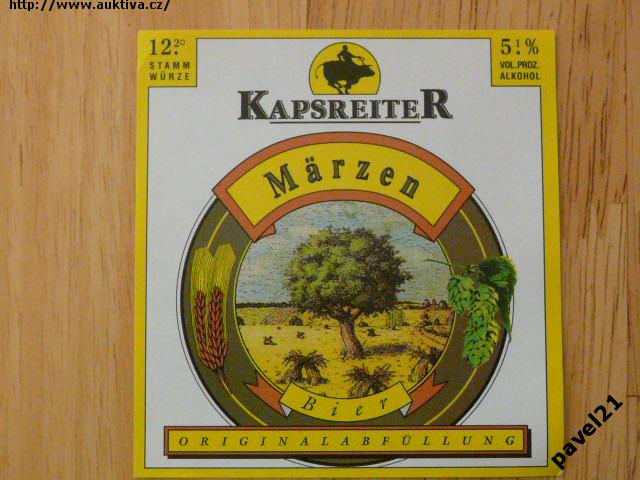 http://www.auktiva.cz/
12.2°
STAMM
WÜRZE
5.1%
VOL.PROZ.
ALKOHOL
KAPSREITER
Märzen
Bier
ORIGINALABFÜLLUNG
pavel21